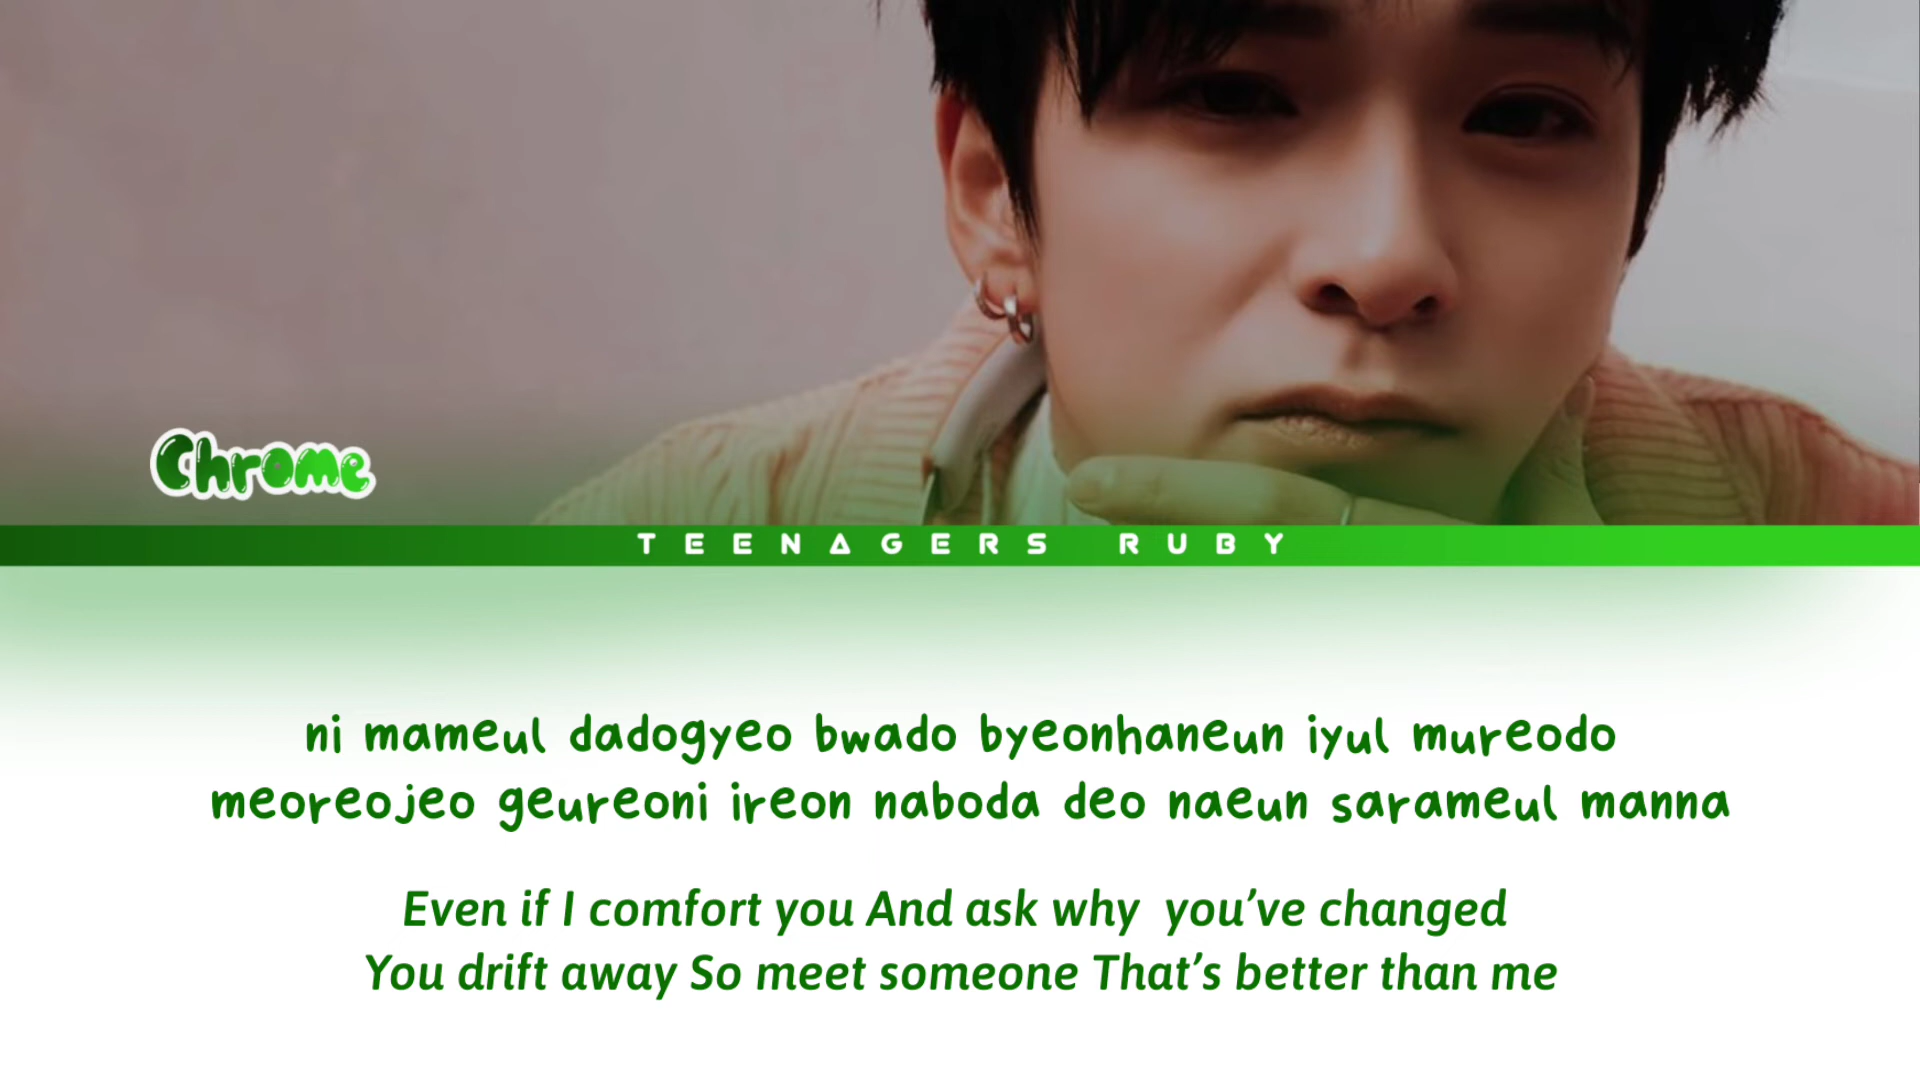 Chrome
TEENAGERS RUBY
ni mameul dadogyeo bwado byeonhaneun iyul mureodo
meoreojeo geureoni ireon naboda deo naeun sarameul manna
Even if I comfort you And ask why  you’ve changed
You drift away So meet someone That’s better than me